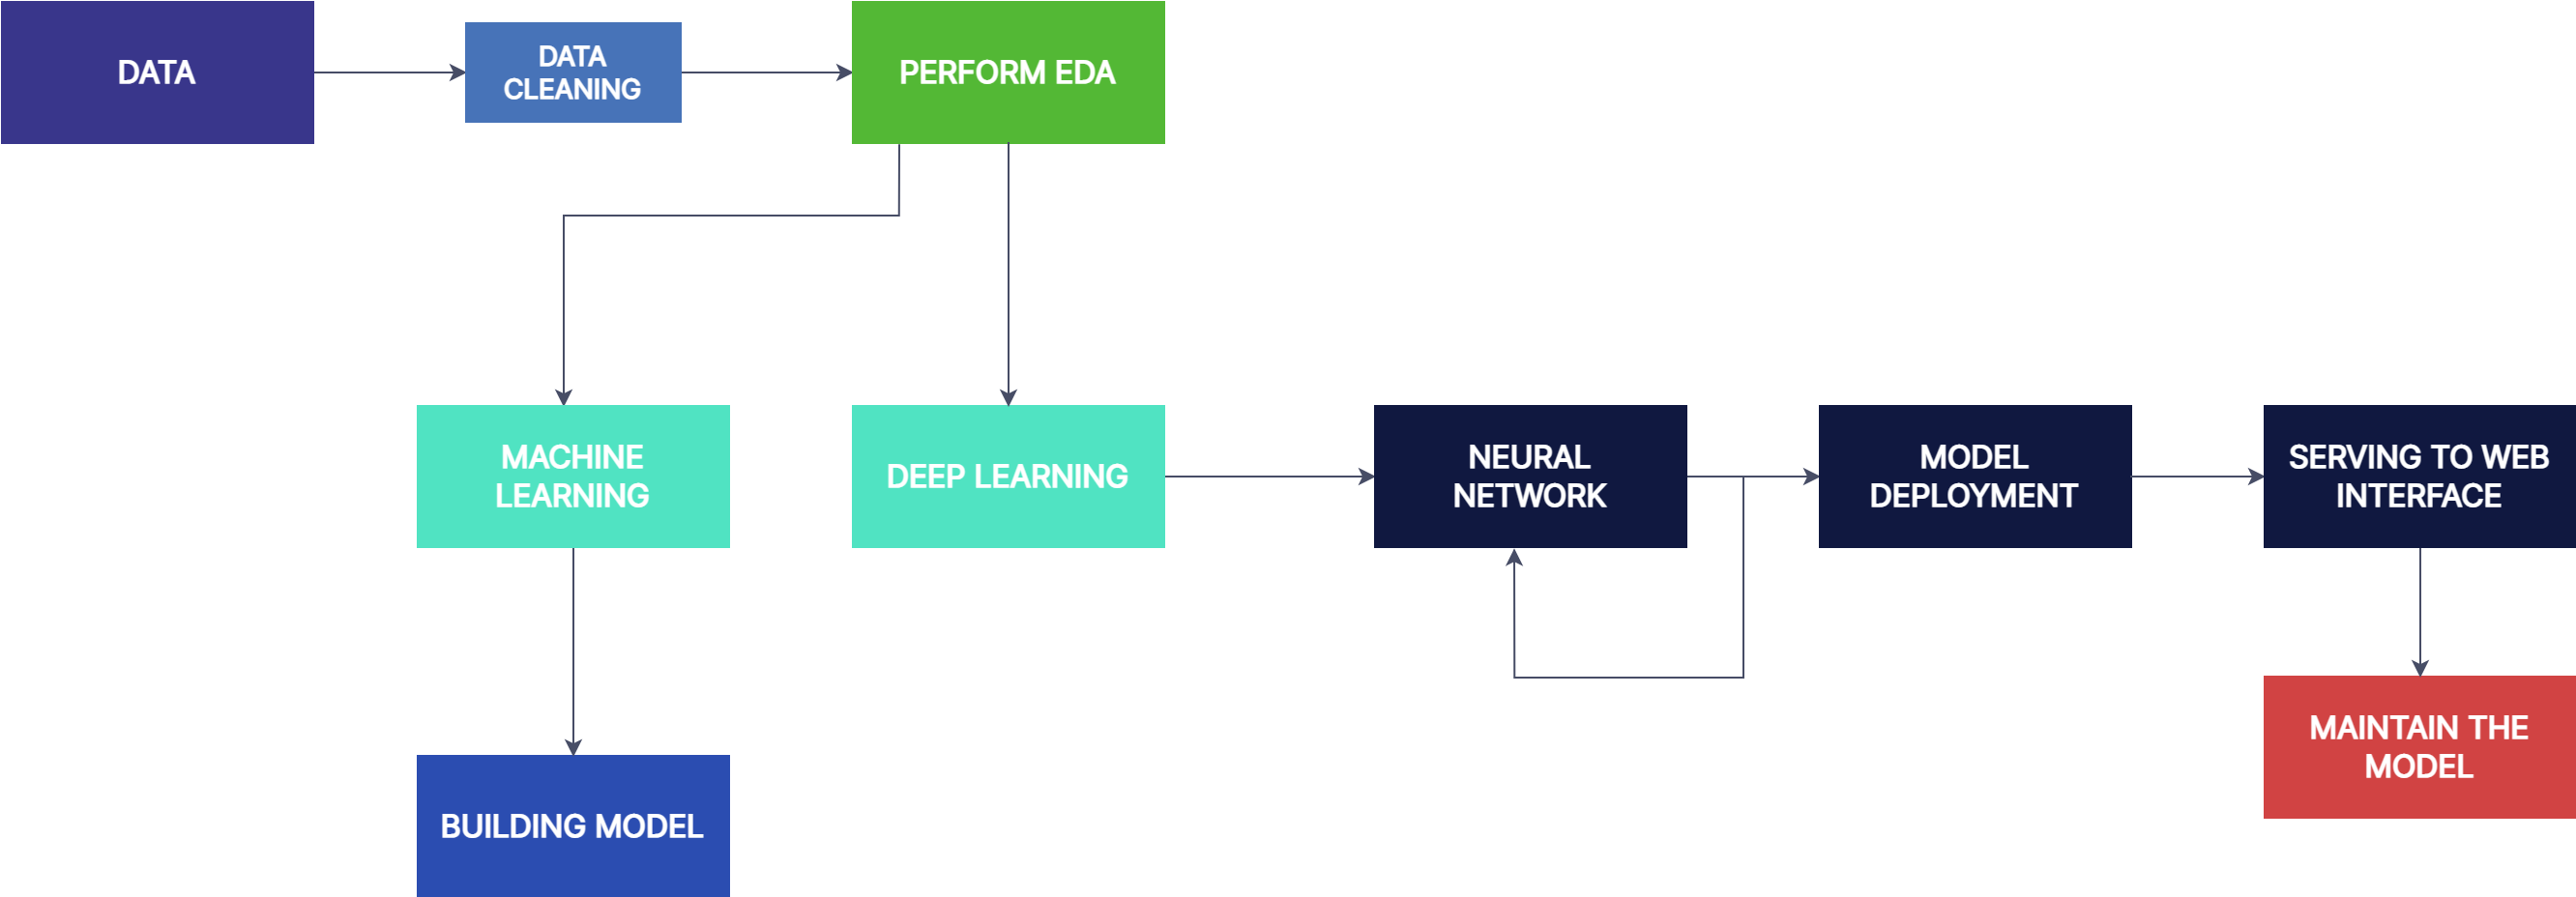 DATA
DATA
CLEANING
PERFORM EDA
MACHINE
LEARNING
DEEP LEARNING
NEURAL
NETWORK
MODEL
DEPLOYMENT
SERVING TO WEB
INTERFACE
MAINTAIN THE
MODEL
BUILDING MODEL